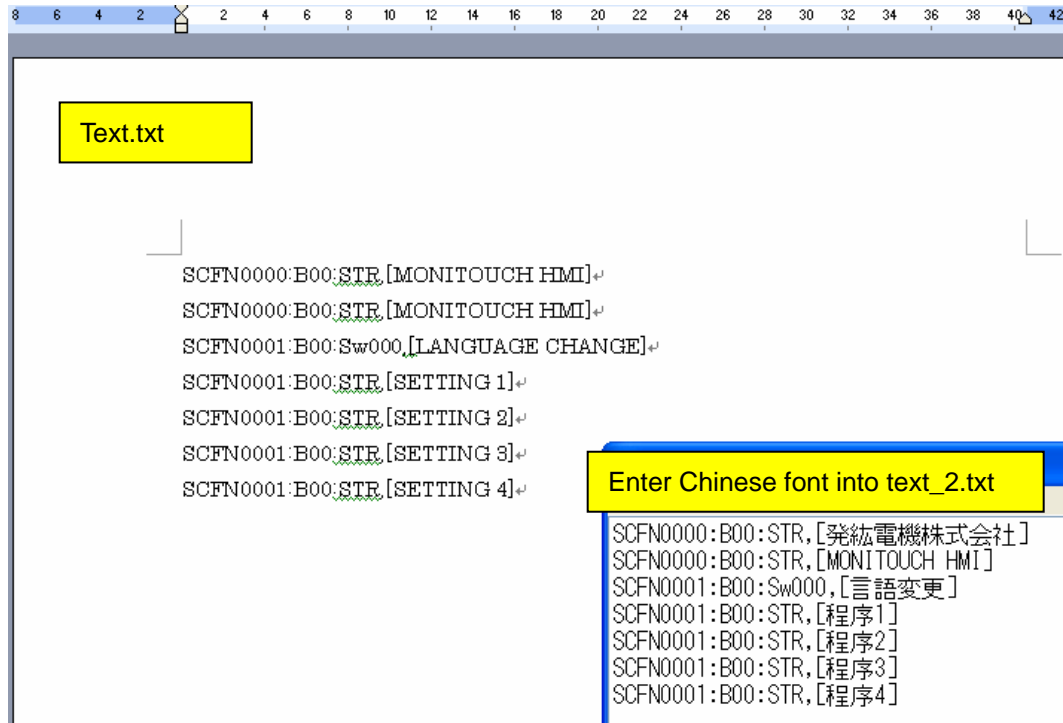 8 6 4 2 2 4 6 8 10 12 14 16 18 20 22 24 26 28 30 32 34 36 38 40 42
Text.txt
SCFN0000:B00:STR,[MONITOUCH HMI]↵
SCFN0000:B00:STR,[MONITOUCH HMI]↵
SCFN0001:B00:Sw000,[LANGUAGE CHANGE]↵
SCFN0001:B00:STR,[SETTING 1]↵
SCFN0001:B00:STR,[SETTING 2]↵
SCFN0001:B00:STR,[SETTING 3]↵
SCFN0001:B00:STR,[SETTING 4]↵
Enter Chinese font into text_2.txt
SCFN0000:B00:STR,[発紘電機株式会社]
SCFN0000:B00:STR,[MONITOUCH HMI]
SCFN0001:B00:Sw000,[言語変更]
SCFN0001:B00:STR,[程序1]
SCFN0001:B00:STR,[程序2]
SCFN0001:B00:STR,[程序3]
SCFN0001:B00:STR,[程序4]